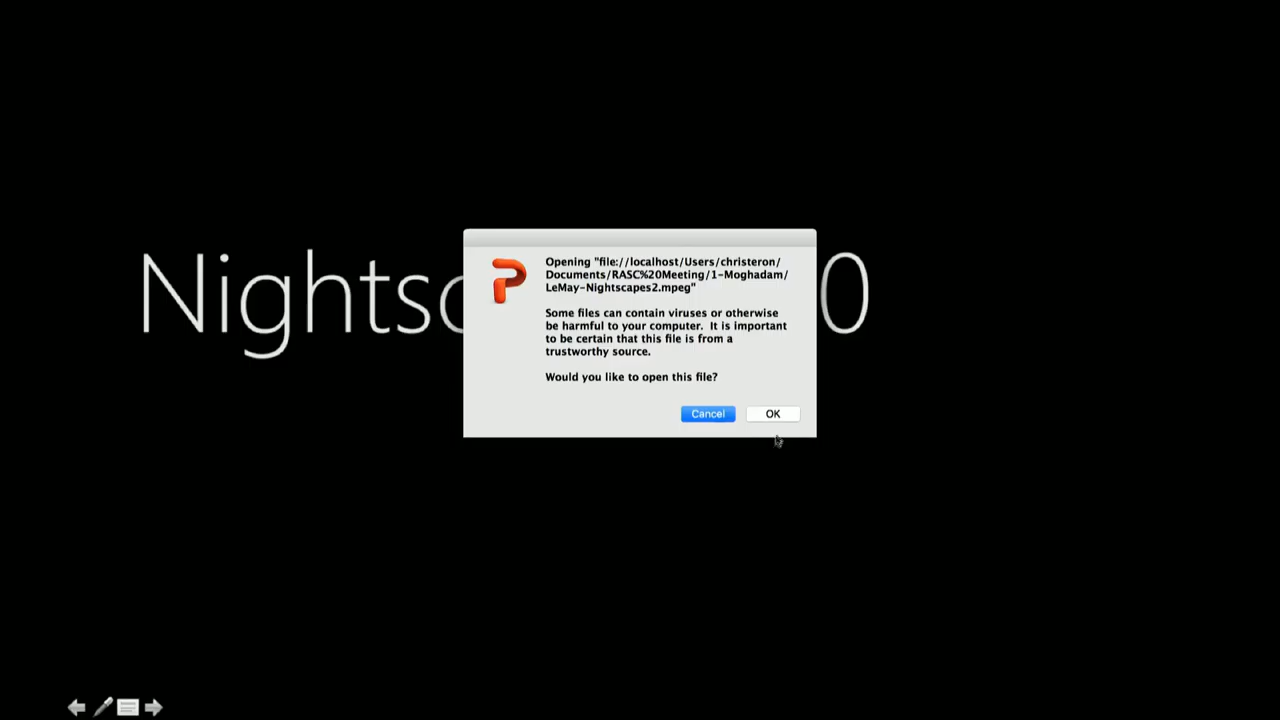 Opening "file://localhost/Users/christeron/
Documents/RASC%20Meeting/1-Moghadam/
LeMay-Nightscapes2.mpeg"
Some files can contain viruses or otherwise
be harmful to your computer.  It is important
to be certain that this file is from a
trustworthy source.
Nightsc 0
Would you like to open this file?
Cancel OK